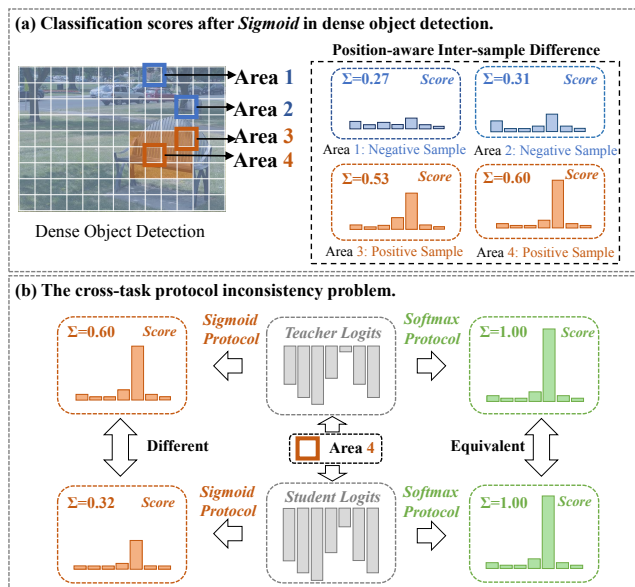 (a) Classification scores after Sigmoid in dense object detection.
Position-aware Inter-sample Difference
Area 1
Area 2
Area 3
Area 4
Dense Object Detection
Σ=0.27 Score
Area 1: Negative Sample
Σ=0.31 Score
Area 2: Negative Sample
Σ=0.53 Score
Area 3: Positive Sample
Σ=0.60 Score
Area 4: Positive Sample
(b) The cross-task protocol inconsistency problem.
Σ=0.60 Score
Sigmoid
Protocol
Teacher Logits
Softmax
Protocol
Σ=1.00 Score
Different
Area 4
Equivalent
Σ=0.32 Score
Sigmoid
Protocol
Student Logits
Softmax
Protocol
Σ=1.00 Score